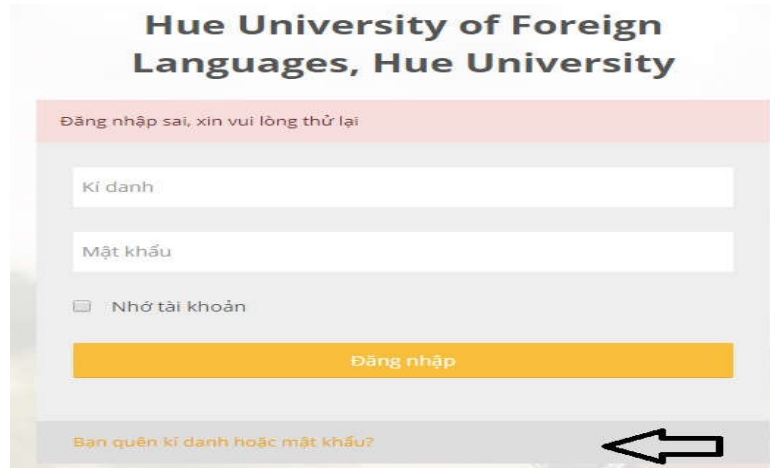 Hue University of Foreign
Languages, Hue University
Đăng nhập sai, xin vui lòng thử lại
Kí danh
Mật khẩu
Nhớ tài khoản
Đăng nhập
Bạn quên kí danh hoặc mật khẩu?